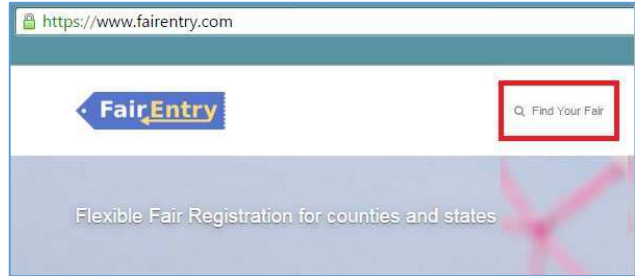 https://www.fairentry.com
FairEntry
Find Your Fair
Flexible Fair Registration for counties and states